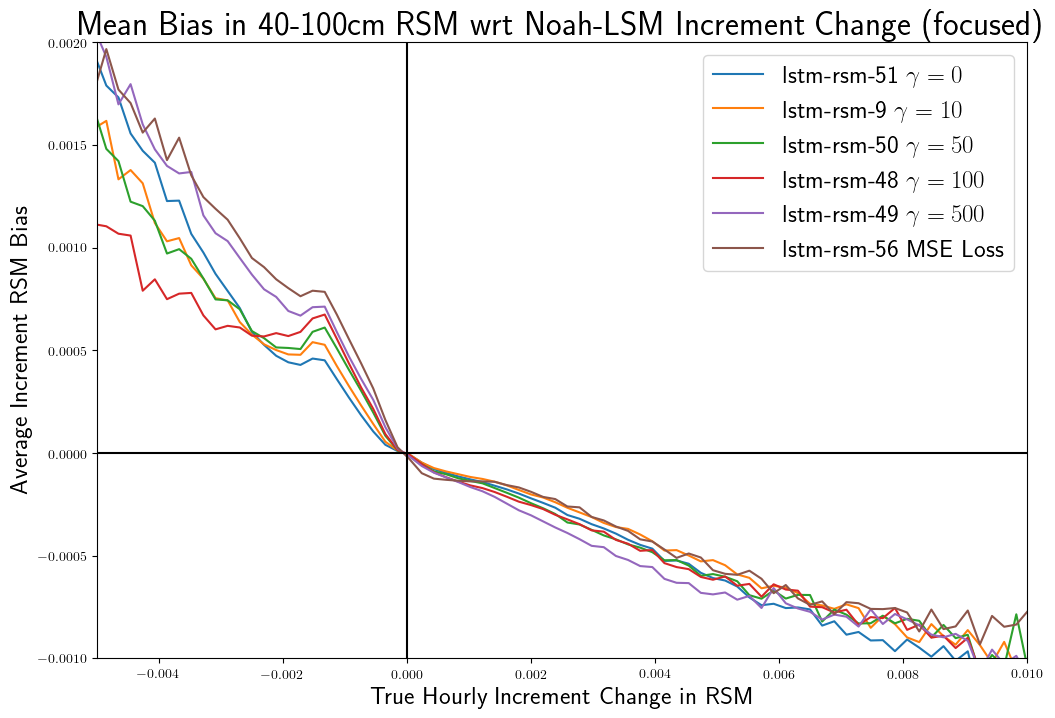 Mean Bias in 40-100cm RSM wrt Noah-LSM Increment Change (focused)
0.0020
0.0015
0.0010
0.0005
0.0000
−0.0005
−0.0010
Average Increment RSM Bias
lstm-rsm-51 γ = 0
lstm-rsm-9 γ = 10
lstm-rsm-50 γ = 50
lstm-rsm-48 γ = 100
lstm-rsm-49 γ = 500
lstm-rsm-56 MSE Loss
−0.004 −0.002 0.000 0.002 0.004 0.006 0.008 0.010
True Hourly Increment Change in RSM